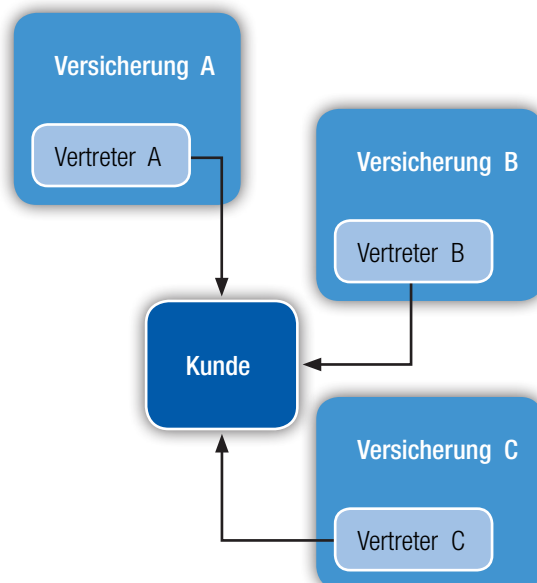 Versicherung A
Vertreter A
Versicherung B
Vertreter B
Kunde
Versicherung C
Vertreter C